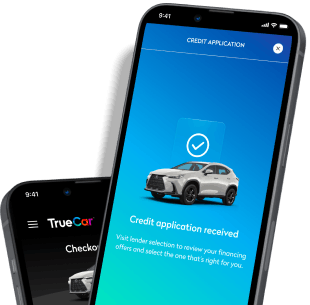 9:41
CREDIT APPLICATION
Credit application received
Visit lender selection to review your financing
offers and select the one that's right for you.
9:41
TrueCar
Checko